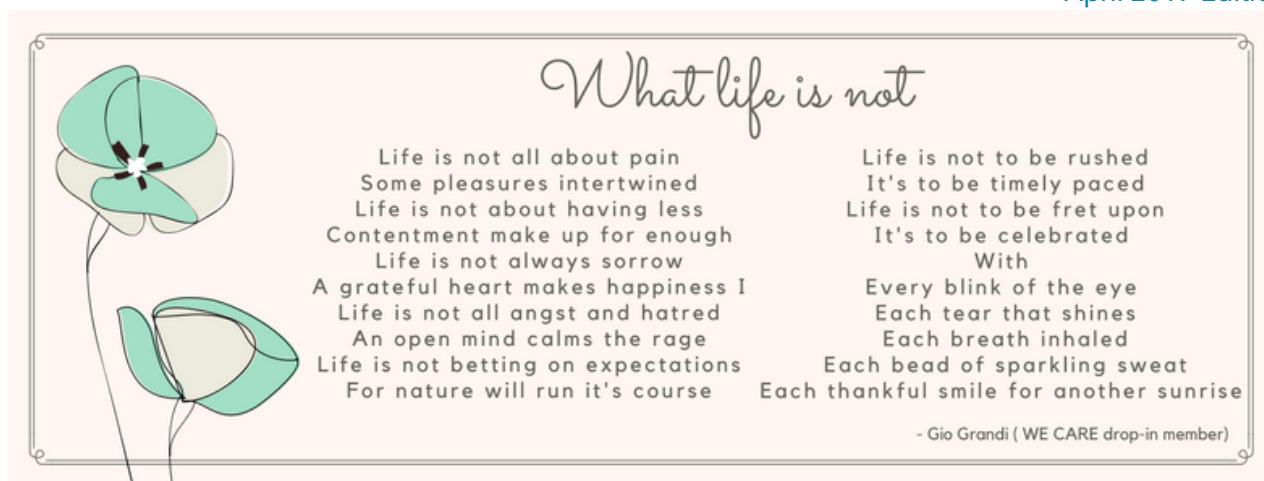 What life is not
Life is not all about pain
Some pleasures intertwined
Life is not about having less
Contentment make up for enough
Life is not always sorrow
A grateful heart makes happiness I
Life is not all angst and hatred
An open mind calms the rage
Life is not betting on expectations
For nature will run it's course
Life is not to be rushed
It's to be timely paced
Life is not to be fret upon
It's to be celebrated
With
Every blink of the eye
Each tear that shines
Each breath inhaled
Each bead of sparkling sweat
Each thankful smile for another sunrise
- Gio Grandi ( WE CARE drop-in member)